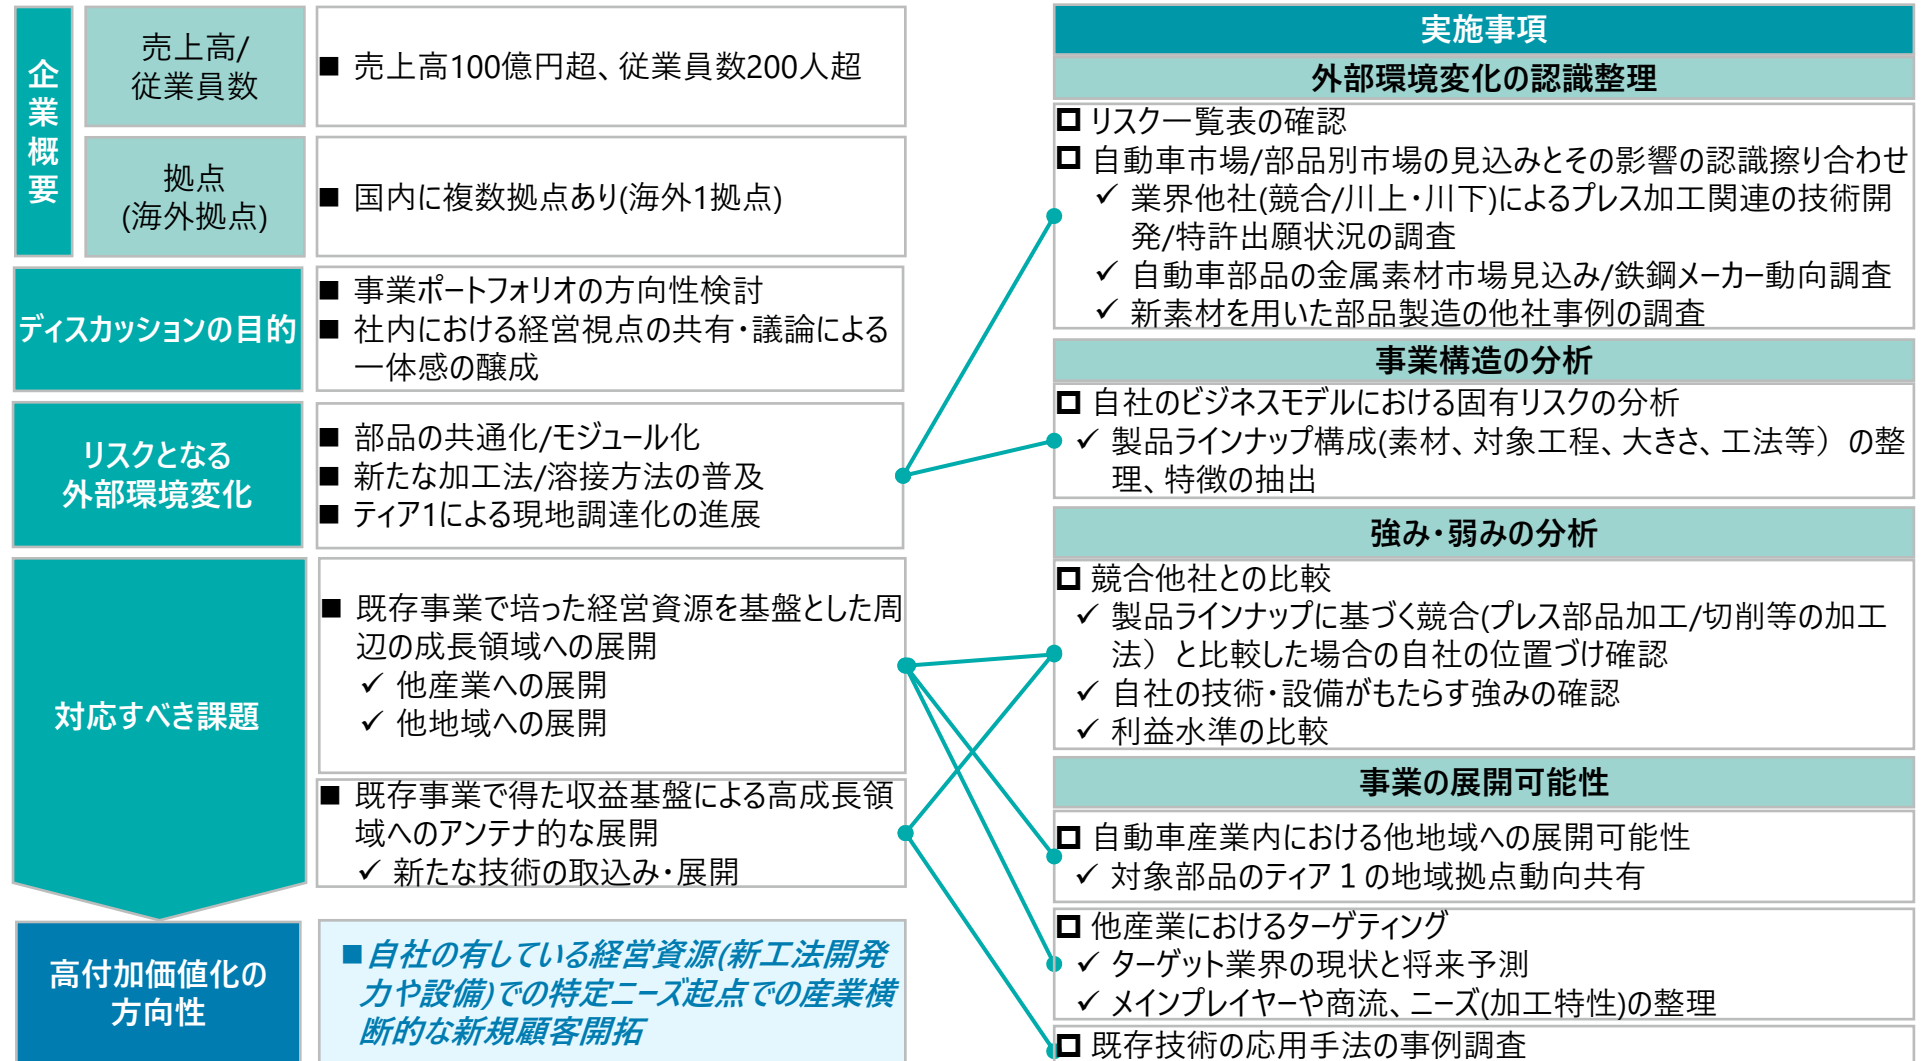 企業概要
売上高/
従業員数
■ 売上高100億円超、従業員数200人超
拠点
(海外拠点)
■ 国内に複数拠点あり(海外1拠点)
ディスカッションの目的
■ 事業ポートフォリオの方向性検討
■ 社内における経営視点の共有・議論による
一体感の醸成
リスクとなる
外部環境変化
■ 部品の共通化/モジュール化
■ 新たな加工法/溶接方法の普及
■ ティア1による現地調達化の進展
対応すべき課題
■ 既存事業で培った経営資源を基盤とした周
辺の成長領域への展開
✓ 他産業への展開
✓ 他地域への展開
■ 既存事業で得た収益基盤による高成長領
域へのアンテナ的な展開
✓ 新たな技術の取込み・展開
高付加価値化の
方向性
■自社の有している経営資源(新工法開発
力や設備)での特定ニーズ起点での産業横
断的な新規顧客開拓
実施事項
外部環境変化の認識整理
□ リスク一覧表の確認
□ 自動車市場/部品別市場の見込みとその影響の認識擦り合わせ
✓ 業界他社(競合/川上・川下)によるプレス加工関連の技術開
発/特許出願状況の調査
✓ 自動車部品の金属素材市場見込み/鉄鋼メーカー動向調査
✓ 新素材を用いた部品製造の他社事例の調査
事業構造の分析
□ 自社のビジネスモデルにおける固有リスクの分析
✓ 製品ラインナップ構成(素材、対象工程、大きさ、工法等）の整
理、特徴の抽出
強み・弱みの分析
□ 競合他社との比較
✓ 製品ラインナップに基づく競合(プレス部品加工/切削等の加工
法）と比較した場合の自社の位置づけ確認
✓ 自社の技術・設備がもたらす強みの確認
✓ 利益水準の比較
事業の展開可能性
□ 自動車産業内における他地域への展開可能性
✓ 対象部品のティア１の地域拠点動向共有
□ 他産業におけるターゲティング
✓ ターゲット業界の現状と将来予測
✓ メインプレイヤーや商流、ニーズ(加工特性)の整理
□ 既存技術の応用手法の事例調査